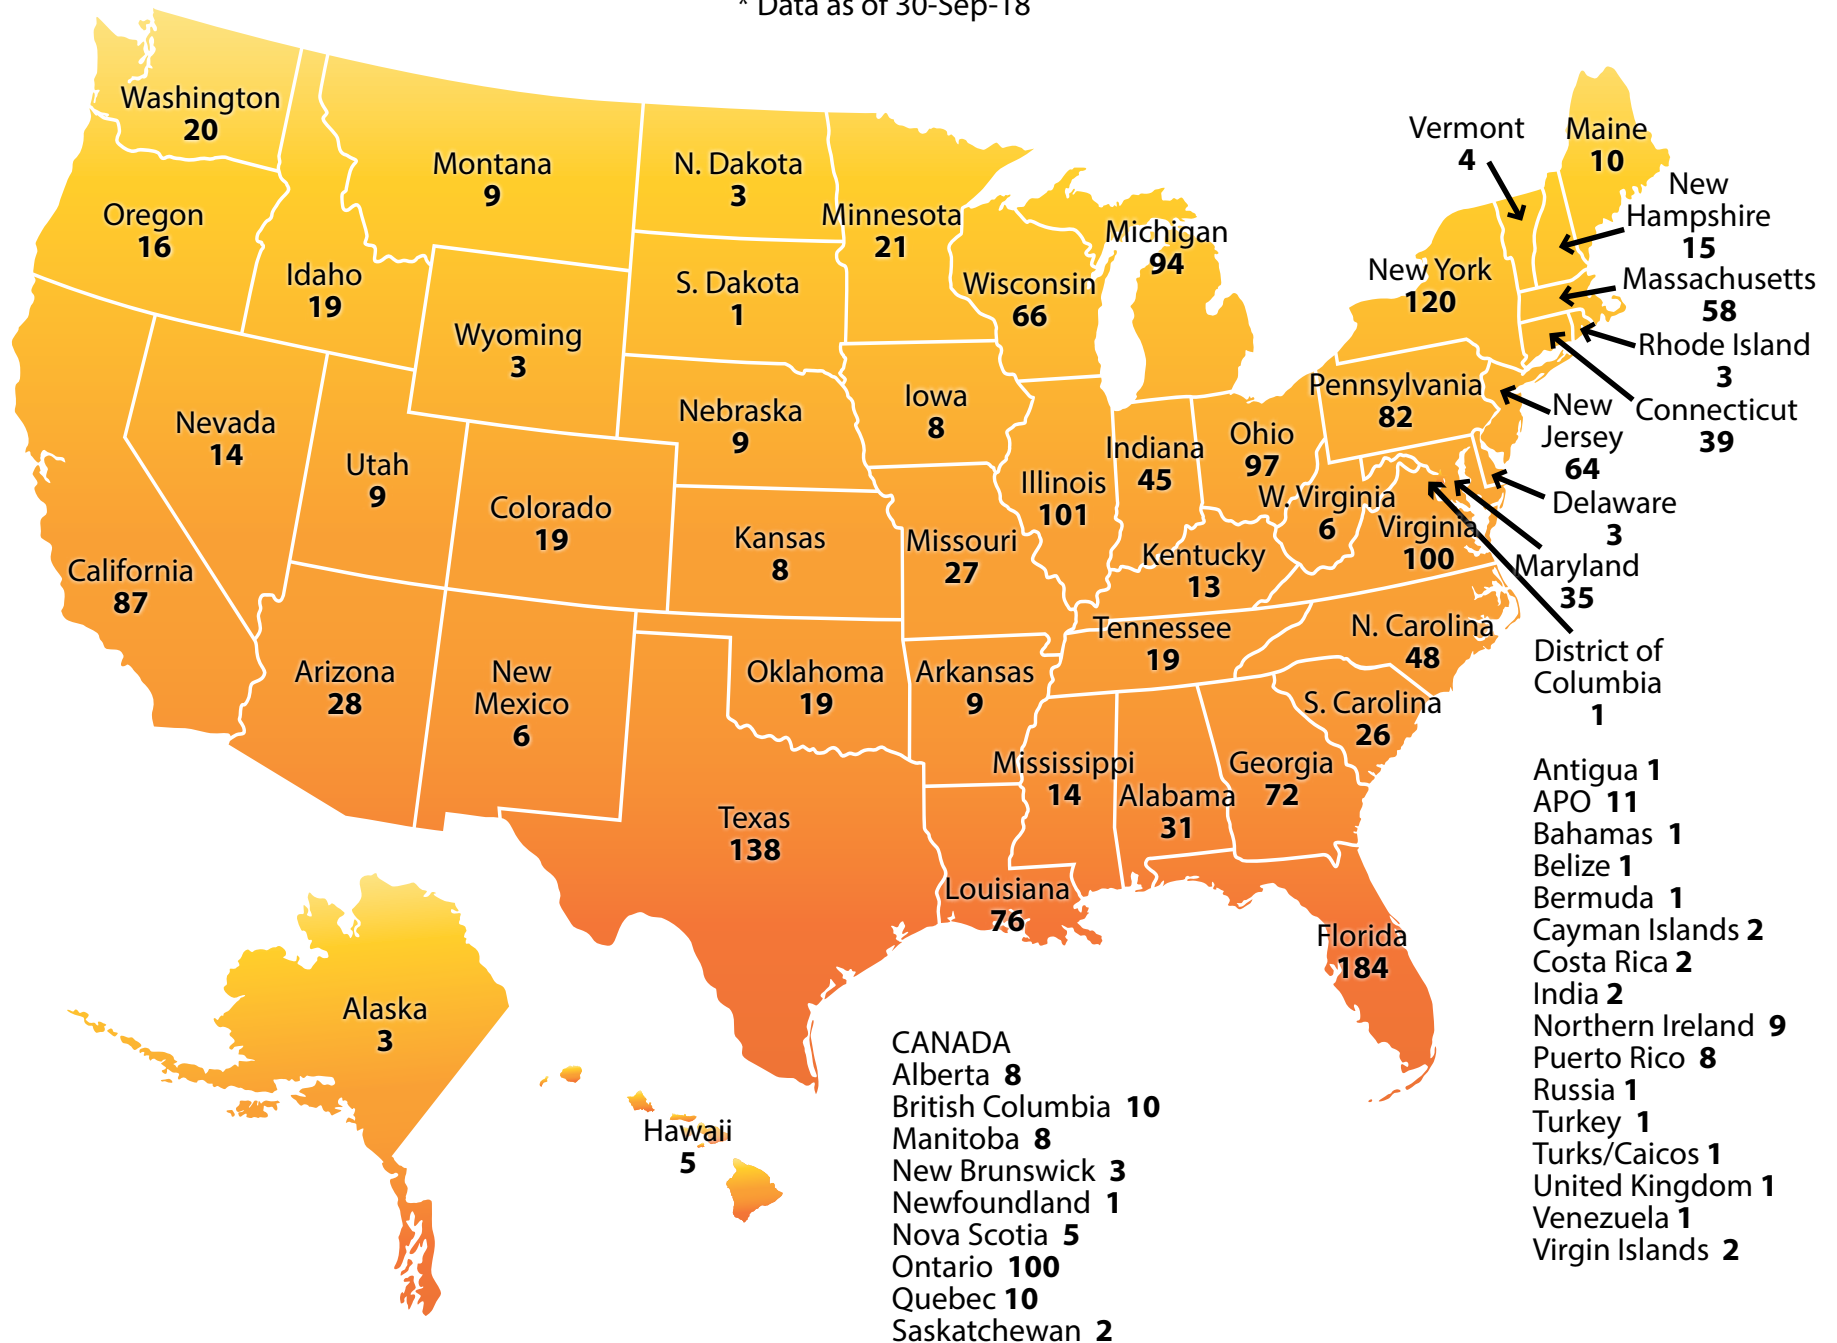 * Data as of 30-Sep-18
Washington
20
Oregon
16
Idaho
19
Montana
9
N. Dakota
3
Minnesota
21
S. Dakota
1
Wyoming
3
Wisconsin
66
Michigan
94
Vermont
4
Maine
10
New
Hampshire
15
New York
120
Massachusetts
58
Rhode Island
3
Connecticut
39
New
Jersey
64
Pennsylvania
82
Delaware
3
Maryland
35
District of
Columbia
1
Nevada
14
Utah
9
California
87
Colorado
19
Nebraska
9
Iowa
8
Kansas
8
Missouri
27
Illinois
101
Indiana
45
Ohio
97
W. Virginia
6
Virginia
100
Kentucky
13
Tennessee
19
N. Carolina
48
S. Carolina
26
Arizona
28
New
Mexico
6
Oklahoma
19
Arkansas
9
Mississippi
14
Alabama
31
Georgia
72
Texas
138
Louisiana
76
Florida
184
Alaska
3
Hawaii
5
CANADA
Alberta 8
British Columbia 10
Manitoba 8
New Brunswick 3
Newfoundland 1
Nova Scotia 5
Ontario 100
Quebec 10
Saskatchewan 2
Antigua 1
APO 11
Bahamas 1
Belize 1
Bermuda 1
Cayman Islands 2
Costa Rica 2
India 2
Northern Ireland 9
Puerto Rico 8
Russia 1
Turkey 1
Turks/Caicos 1
United Kingdom 1
Venezuela 1
Virgin Islands 2